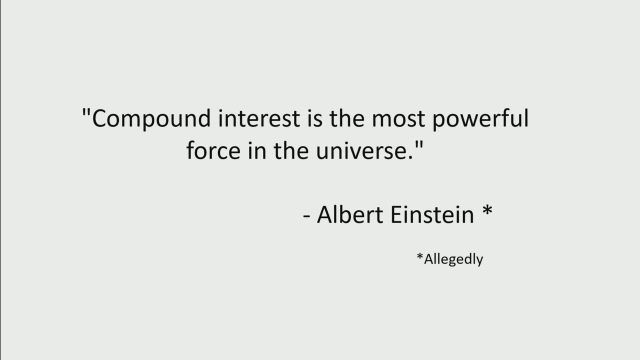 "Compound interest is the most powerful
force in the universe."
- Albert Einstein *
*Allegedly